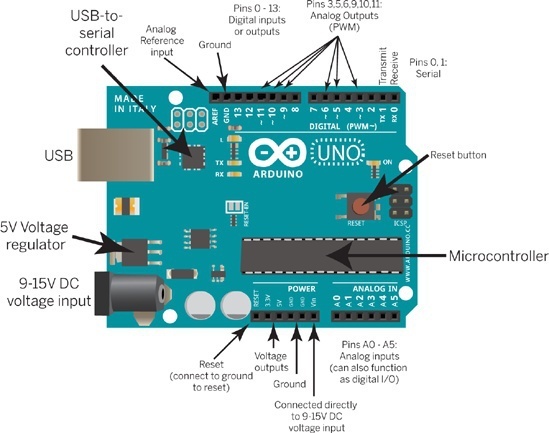 USB-to-
serial
controller
Analog
Reference
input
Ground
Pins 0 - 13:
Digital inputs
or outputs
Pins 3,5,6,9,10,11:
Analog Outputs
(PWM)
Transmit
Receive
Pins 0, 1:
Serial
MADE IN
ITALY
AREF
GND
13
12
~11
~10
~9
8
7
~6
~5
4
~3
2
TX 1
RX 0
DIGITAL (PWM~)
USB
L
TX
RX
ARDUINO
UNO
ON
Reset button
RESET-EN
RESET
ICSP
5V Voltage
regulator
WWW.ARDUINO.CC
Microcontroller
9-15V DC
voltage input
POWER
ANALOG IN
RESET
3.3V
5V
GND
GND
Vin
A0
A1
A2
A3
A4
A5
Reset
(connect to ground
to reset)
Voltage
outputs
Ground
Connected directly
to 9-15V DC
voltage input
Pins A0 - A5:
Analog inputs
(can also function
as digital I/O)